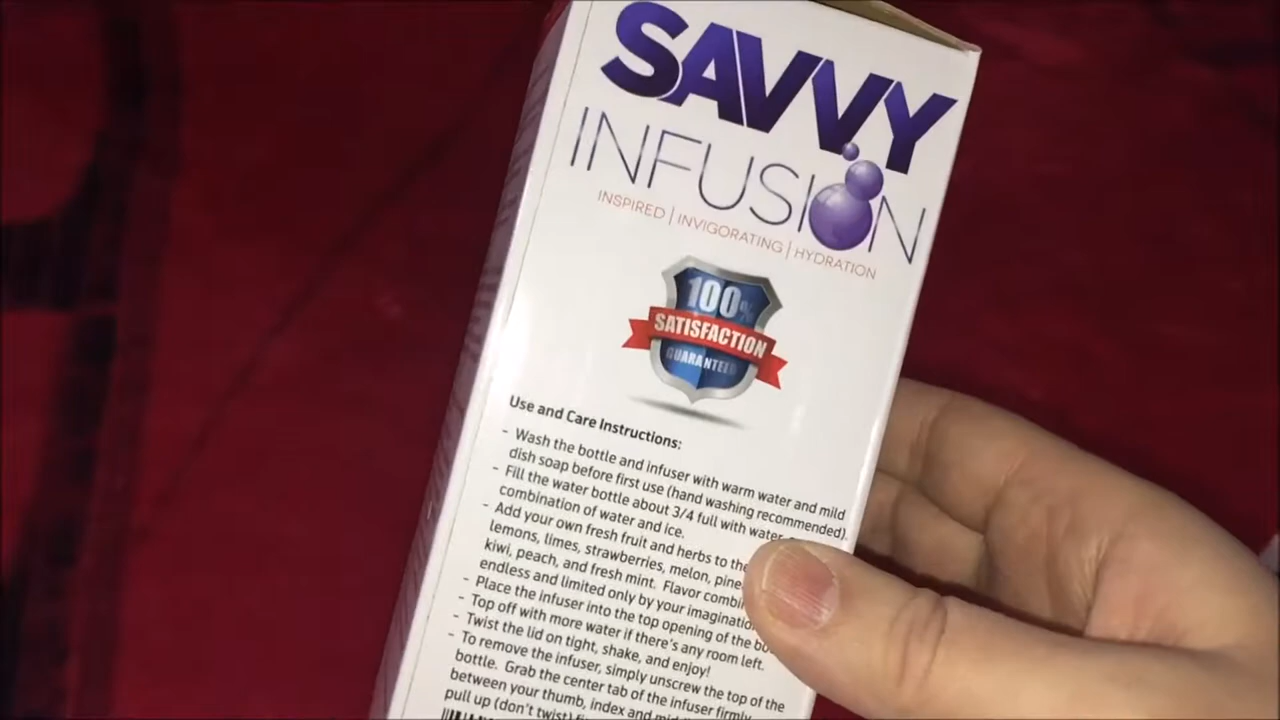 SAVVY
INFUSION
INSPIRED | INVIGORATING | HYDRATION
100%
SATISFACTION
GUARANTEED
Use and Care Instructions:
- Wash the bottle and infuser with warm water and mild
dish soap before first use (hand washing recommended).
- Fill the water bottle about 3/4 full with water
combination of water and ice.
- Add your own fresh fruit and herbs to the
lemons, limes, strawberries, melon,
kiwi, peach, and fresh mint. Flavor
endless and limited only by your
- Place the infuser into the top opening of the
- Top off with more water if there's any room left.
- Twist the lid on tight, shake, and enjoy!
- To remove the infuser, simply unscrew the top of the
bottle. Grab the center tab of the infuser firmly
between your thumb, index and
pull up (don't twist)